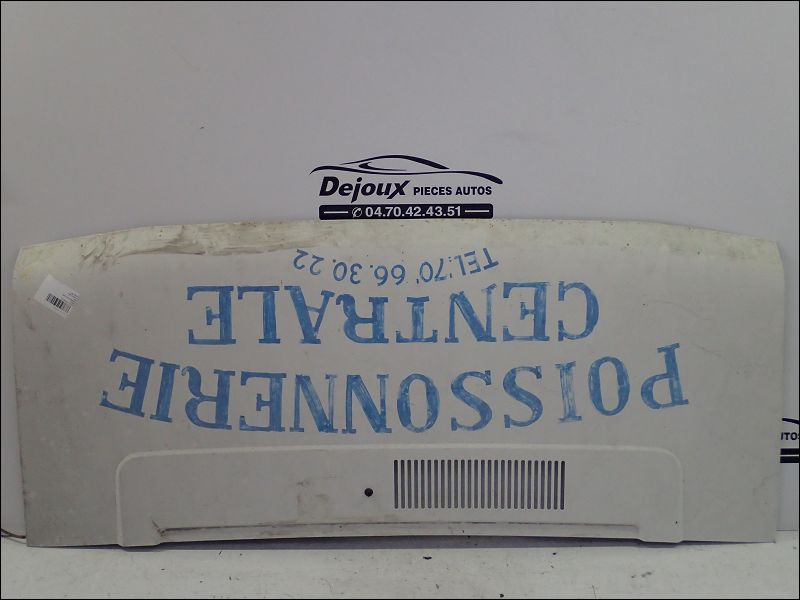 Dejoux PIECES AUTOS
✆ 04.70.42.43.51
POISSONNERIE
CENTRALE
TEL:70' 66.30.22